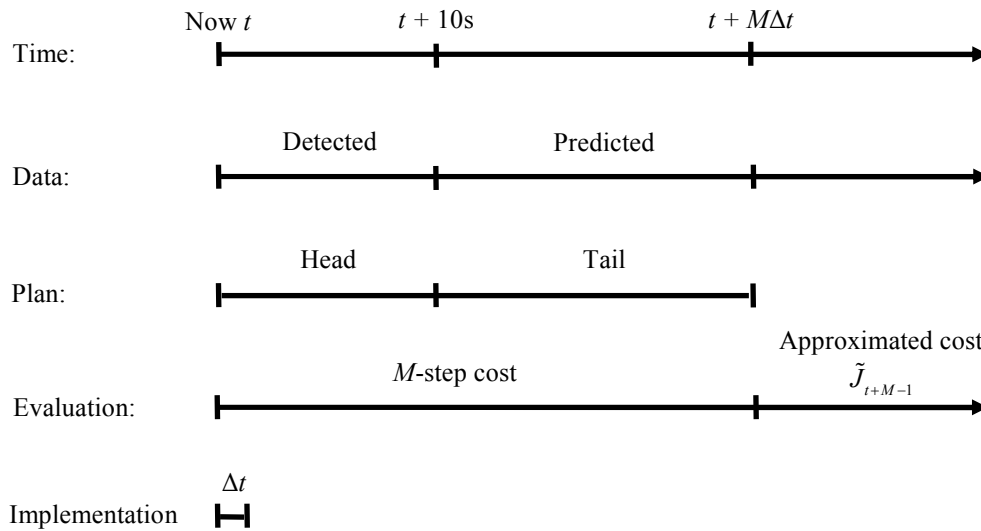 Now t    t + 10s    t + MΔt
Time:
Detected    Predicted
Data:
Head    Tail
Plan:
Approximated cost
M-step cost    J̃ₜ₊ₘ₋₁
Evaluation:
Δt
Implementation